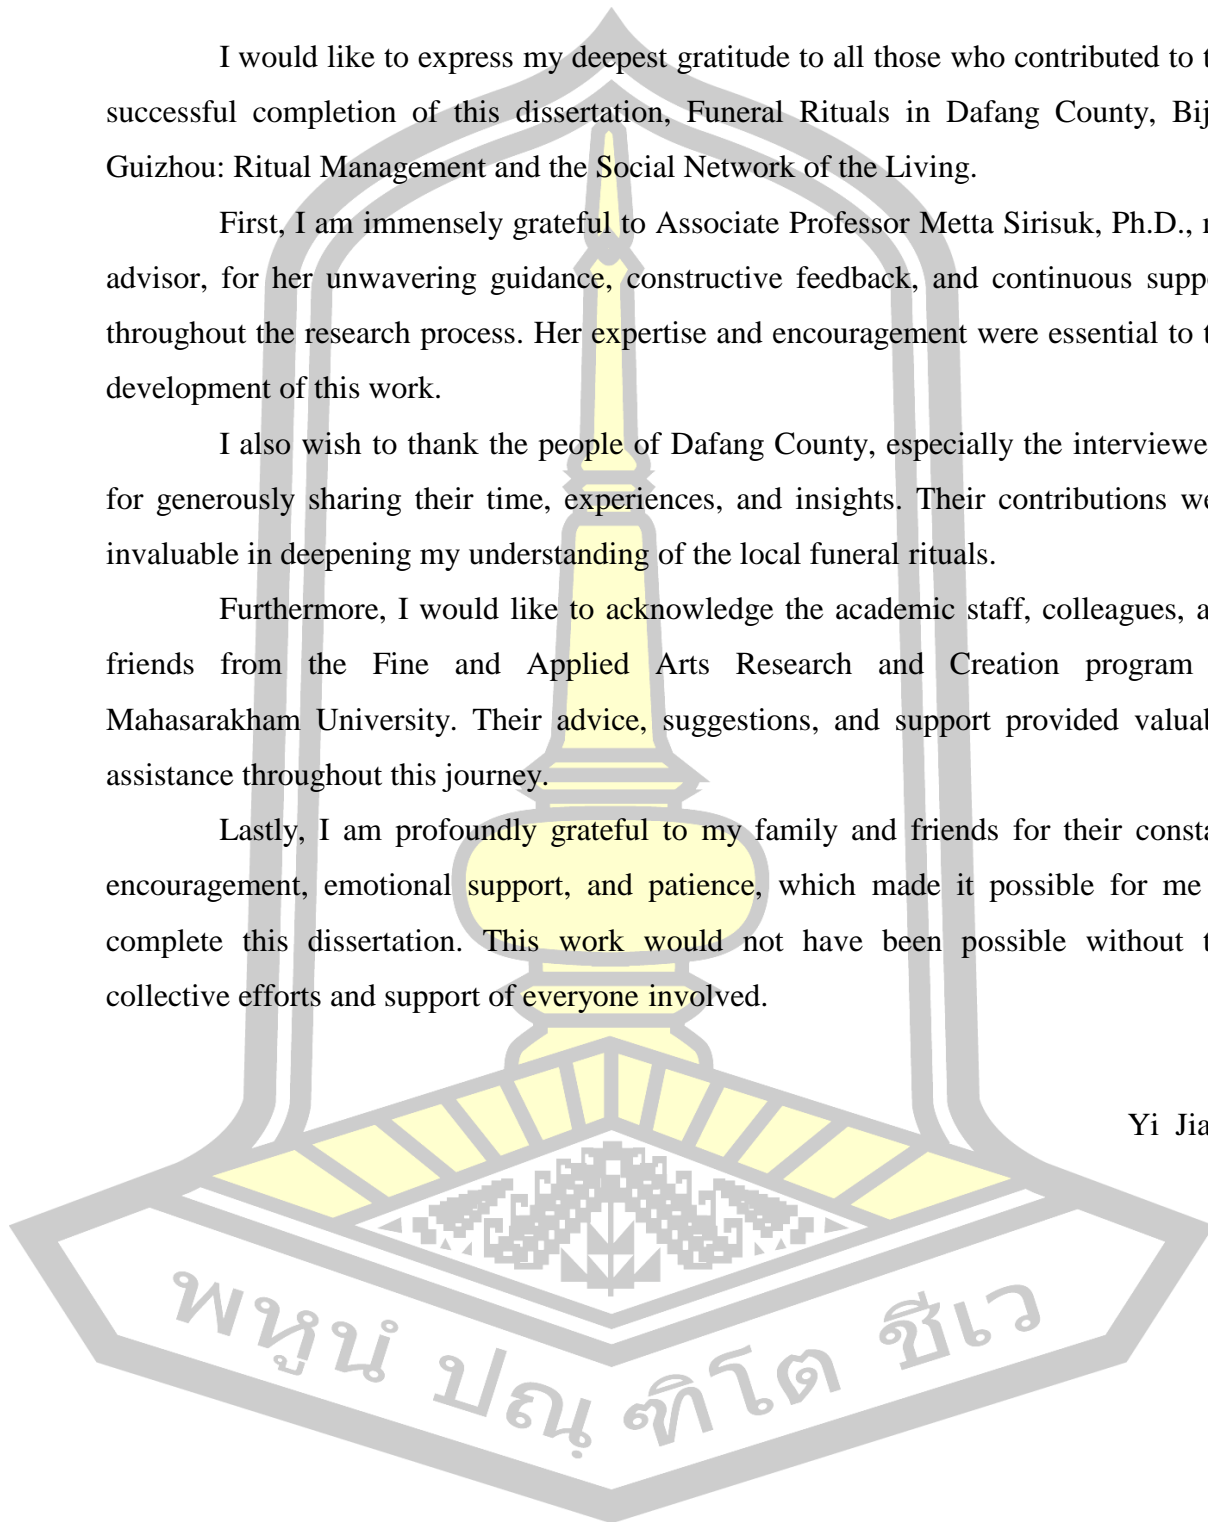 I would like to express my deepest gratitude to all those who contributed to t
successful completion of this dissertation, Funeral Rituals in Dafang County, Bij
Guizhou: Ritual Management and the Social Network of the Living.
First, I am immensely grateful to Associate Professor Metta Sirisuk, Ph.D.,
advisor, for her unwavering guidance, constructive feedback, and continuous supp
throughout the research process. Her expertise and encouragement were essential to t
development of this work.
I also wish to thank the people of Dafang County, especially the interviewe
for generously sharing their time, experiences, and insights. Their contributions we
invaluable in deepening my understanding of the local funeral rituals.
Furthermore, I would like to acknowledge the academic staff, colleagues, a
friends from the Fine and Applied Arts Research and Creation program
Mahasarakham University. Their advice, suggestions, and support provided valuab
assistance throughout this journey.
Lastly, I am profoundly grateful to my family and friends for their consta
encouragement, emotional support, and patience, which made it possible for me
complete this dissertation. This work would not have been possible without t
collective efforts and support of everyone involved.
Yi Jia
พหูนํ ปณฺ ฑิโต ชีเว